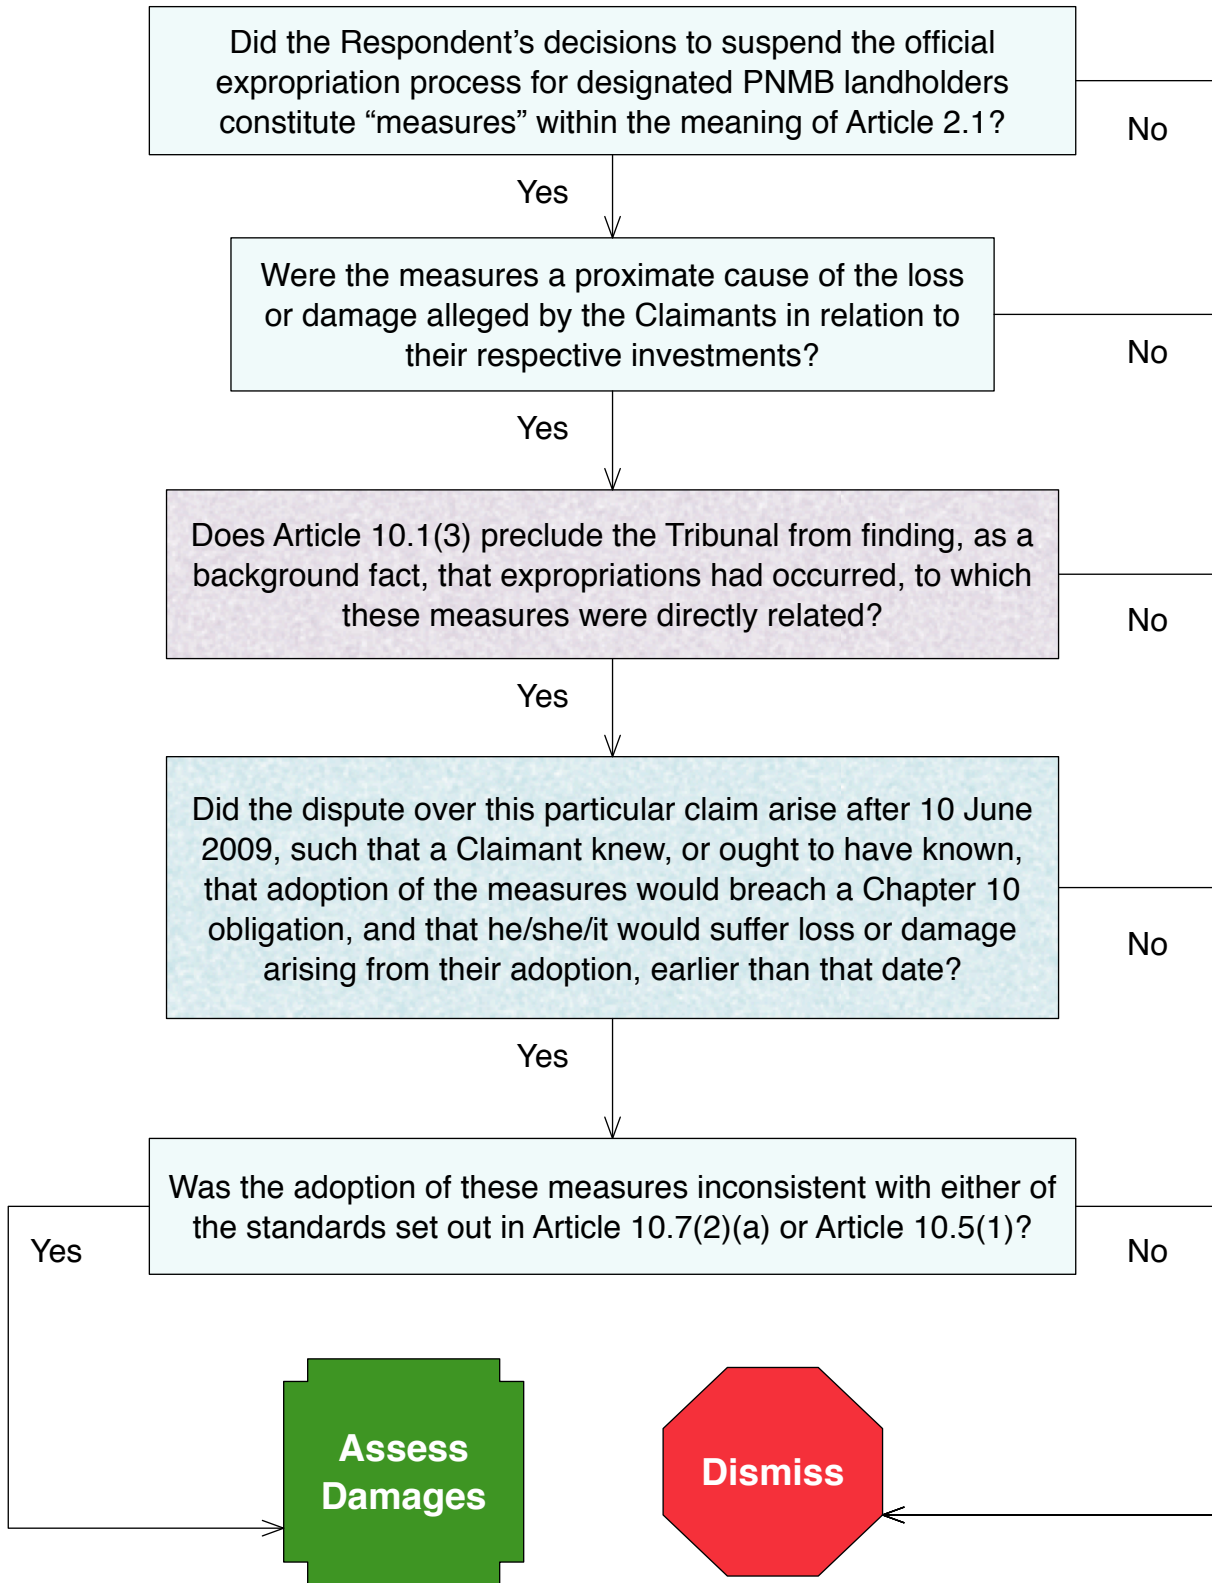 Did the Respondent’s decisions to suspend the official
expropriation process for designated PNMB landholders
constitute “measures” within the meaning of Article 2.1?
No
Yes
Were the measures a proximate cause of the loss
or damage alleged by the Claimants in relation to
their respective investments?
No
Yes
Does Article 10.1(3) preclude the Tribunal from finding, as a
background fact, that expropriations had occurred, to which
these measures were directly related?
No
Yes
Did the dispute over this particular claim arise after 10 June
2009, such that a Claimant knew, or ought to have known,
that adoption of the measures would breach a Chapter 10
obligation, and that he/she/it would suffer loss or damage
arising from their adoption, earlier than that date?
No
Yes
Was the adoption of these measures inconsistent with either of
the standards set out in Article 10.7(2)(a) or Article 10.5(1)?
Yes
No
Assess
Damages
Dismiss